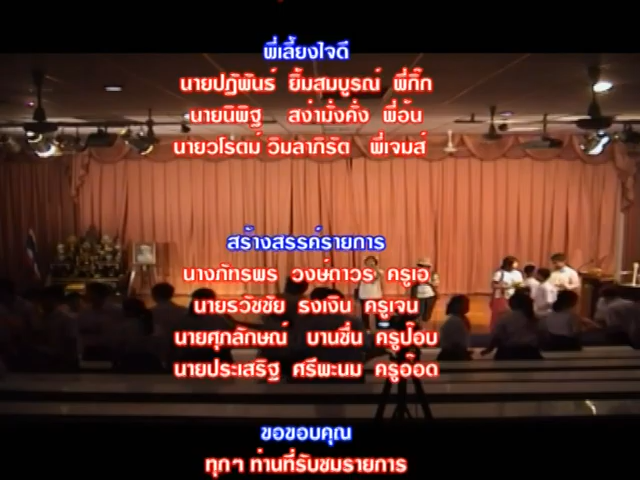 พี่เลี้ยงใจดี
นายปฏิพันธ์ ยิ้มสมบูรณ์ พี่กิ๊ก
นายนิพิฐ สง่ามั่งคั่ง พี่อ้น
นายวโรตม์ วิมลาภิรัต พี่เจมส์
สร้างสรรค์รายการ
นางภัทรพร วงษ์ถาวร ครูเอ
นายธวัชชัย ธงเงิน ครูเจน
นายศุภลักษณ์ บานชื่น ครูป๊อบ
นายประเสริฐ ศรีพะนม ครูอ๊อด
ขอขอบคุณ
ทุกๆ ท่านที่รับชมรายการ